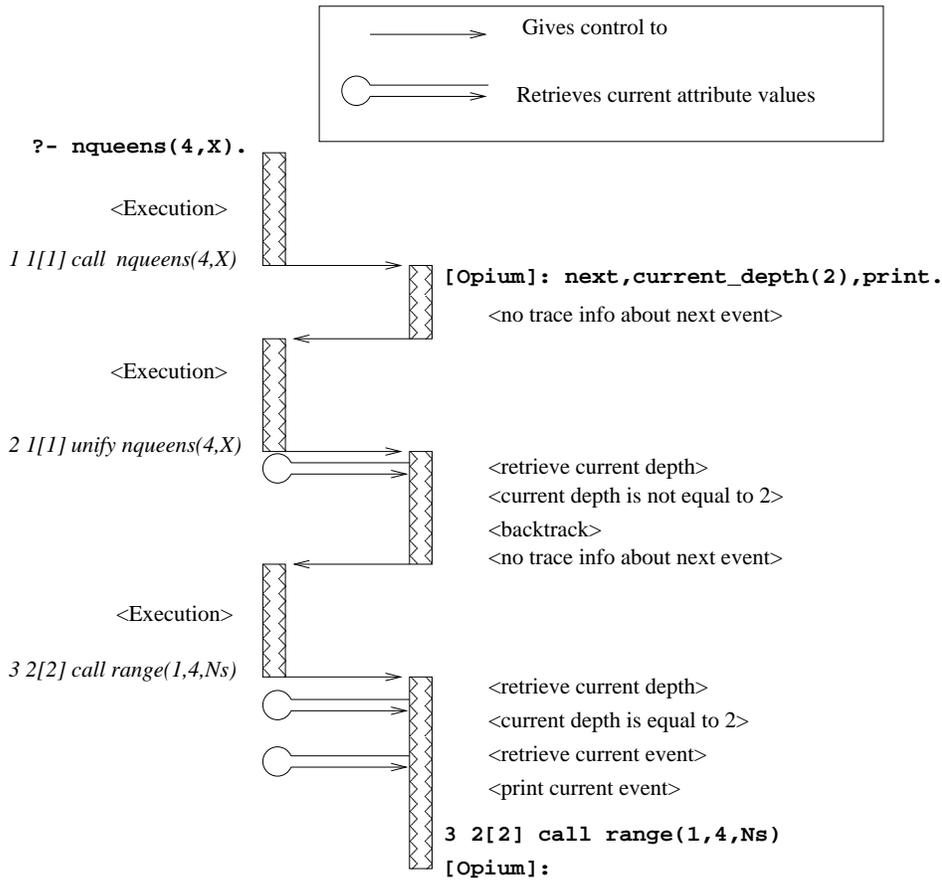 Gives control to
Retrieves current attribute values
?- nqueens(4,X).
<Execution>
1 1[1] call nqueens(4,X)
[Opium]: next,current_depth(2),print.
<no trace info about next event>
<Execution>
2 1[1] unify nqueens(4,X)
<retrieve current depth>
<current depth is not equal to 2>
<backtrack>
<no trace info about next event>
<Execution>
3 2[2] call range(1,4,Ns)
<retrieve current depth>
<current depth is equal to 2>
<retrieve current event>
<print current event>
3 2[2] call range(1,4,Ns)
[Opium]: